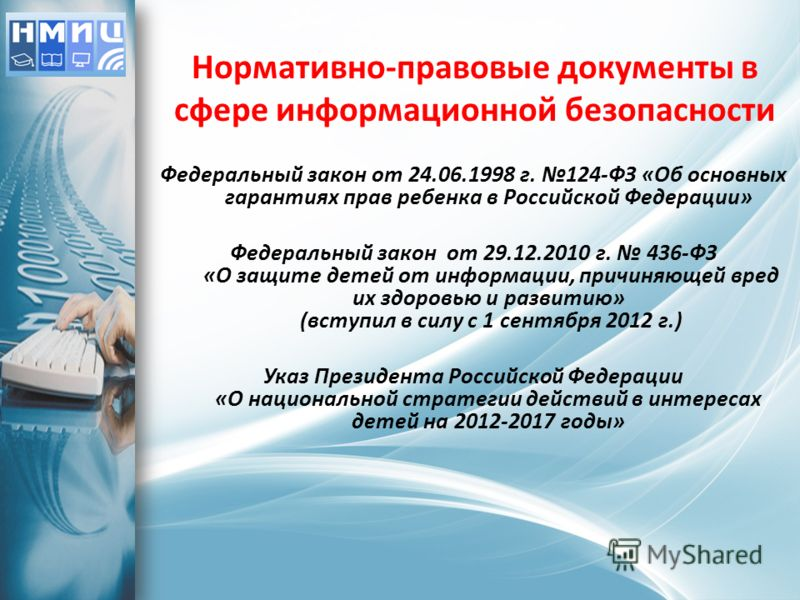 НМИЦ
Нормативно-правовые документы в
сфере информационной безопасности
Федеральный закон от 24.06.1998 г. №124-ФЗ «Об основных
гарантиях прав ребенка в Российской Федерации»
Федеральный закон от 29.12.2010 г. № 436-ФЗ
«О защите детей от информации, причиняющей вред
их здоровью и развитию»
(вступил в силу с 1 сентября 2012 г.)
Указ Президента Российской Федерации
«О национальной стратегии действий в интересах
детей на 2012-2017 годы»
MyShared